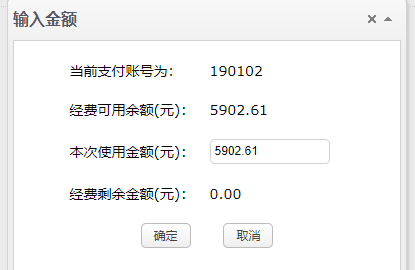 输入金额
当前支付账号为： 190102
经费可用余额(元)： 5902.61
本次使用金额(元)： 5902.61
经费剩余金额(元)： 0.00
确定 取消